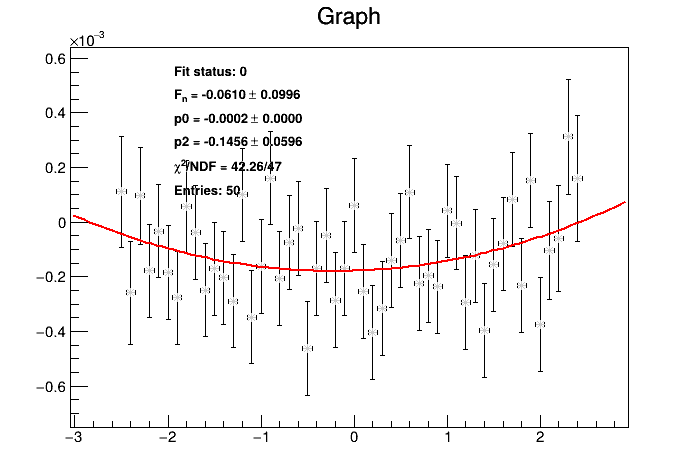 Graph
×10⁻³
Fit status: 0
Fₙ = -0.0610 ± 0.0996
p0 = -0.0002 ± 0.0000
p2 = -0.1456 ± 0.0596
χ²/NDF = 42.26/47
Entries: 50
0.6
0.4
0.2
0
−0.2
−0.4
−0.6
−3 −2 −1 0 1 2